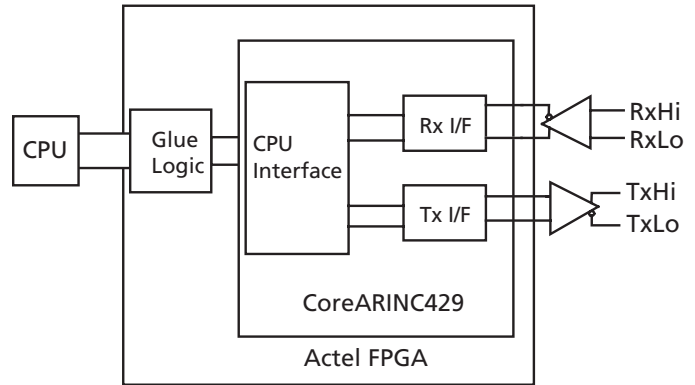 CPU
Glue
Logic
CPU
Interface
Rx I/F
Tx I/F
RxHi
RxLo
TxHi
TxLo
CoreARINC429
Actel FPGA